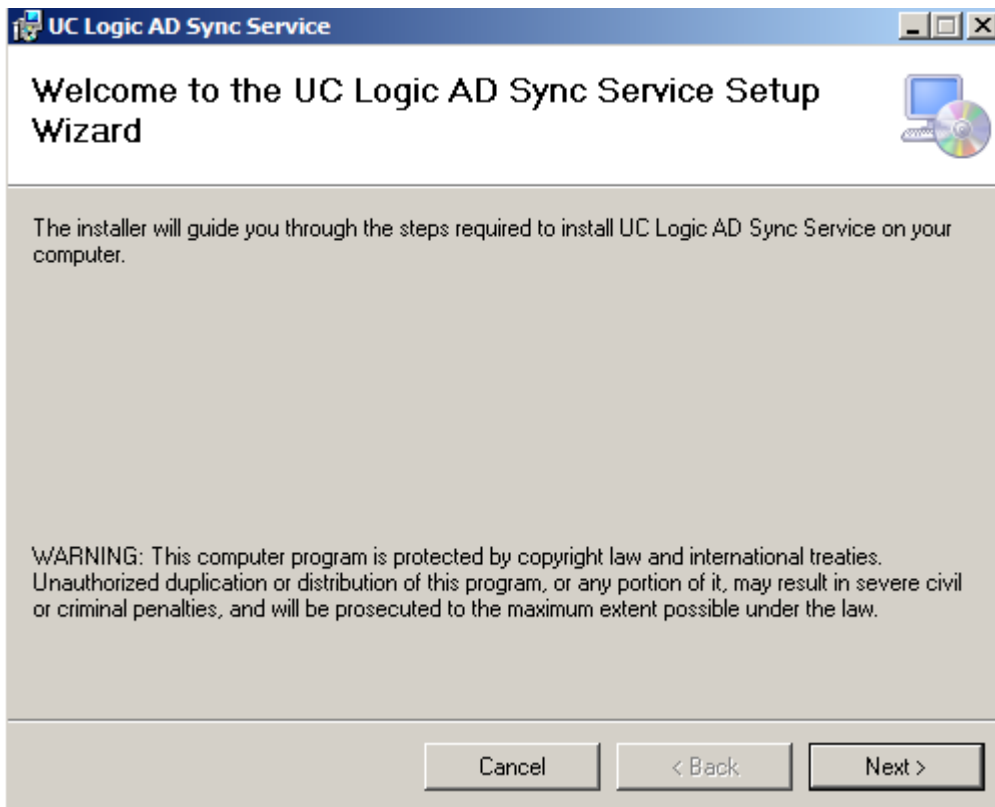 UC Logic AD Sync Service
Welcome to the UC Logic AD Sync Service Setup
Wizard
The installer will guide you through the steps required to install UC Logic AD Sync Service on your
computer.
WARNING: This computer program is protected by copyright law and international treaties.
Unauthorized duplication or distribution of this program, or any portion of it, may result in severe civil
or criminal penalties, and will be prosecuted to the maximum extent possible under the law.
Cancel
< Back
Next >